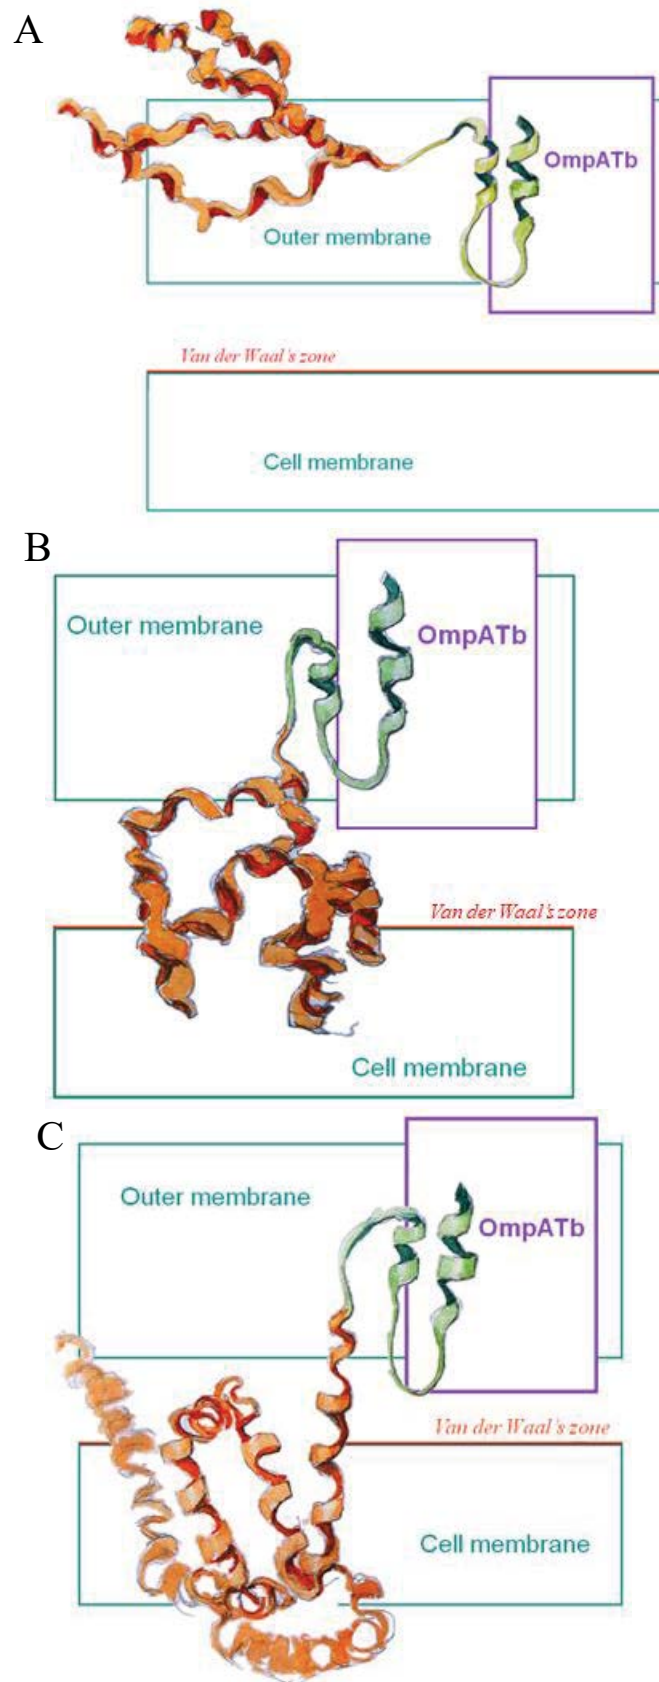 A
OmpATb
Outer membrane
Van der Waal's zone
Cell membrane
B
Outer membrane
OmpATb
Van der Waal's zone
Cell membrane
C
Outer membrane
OmpATb
Van der Waal's zone
Cell membrane